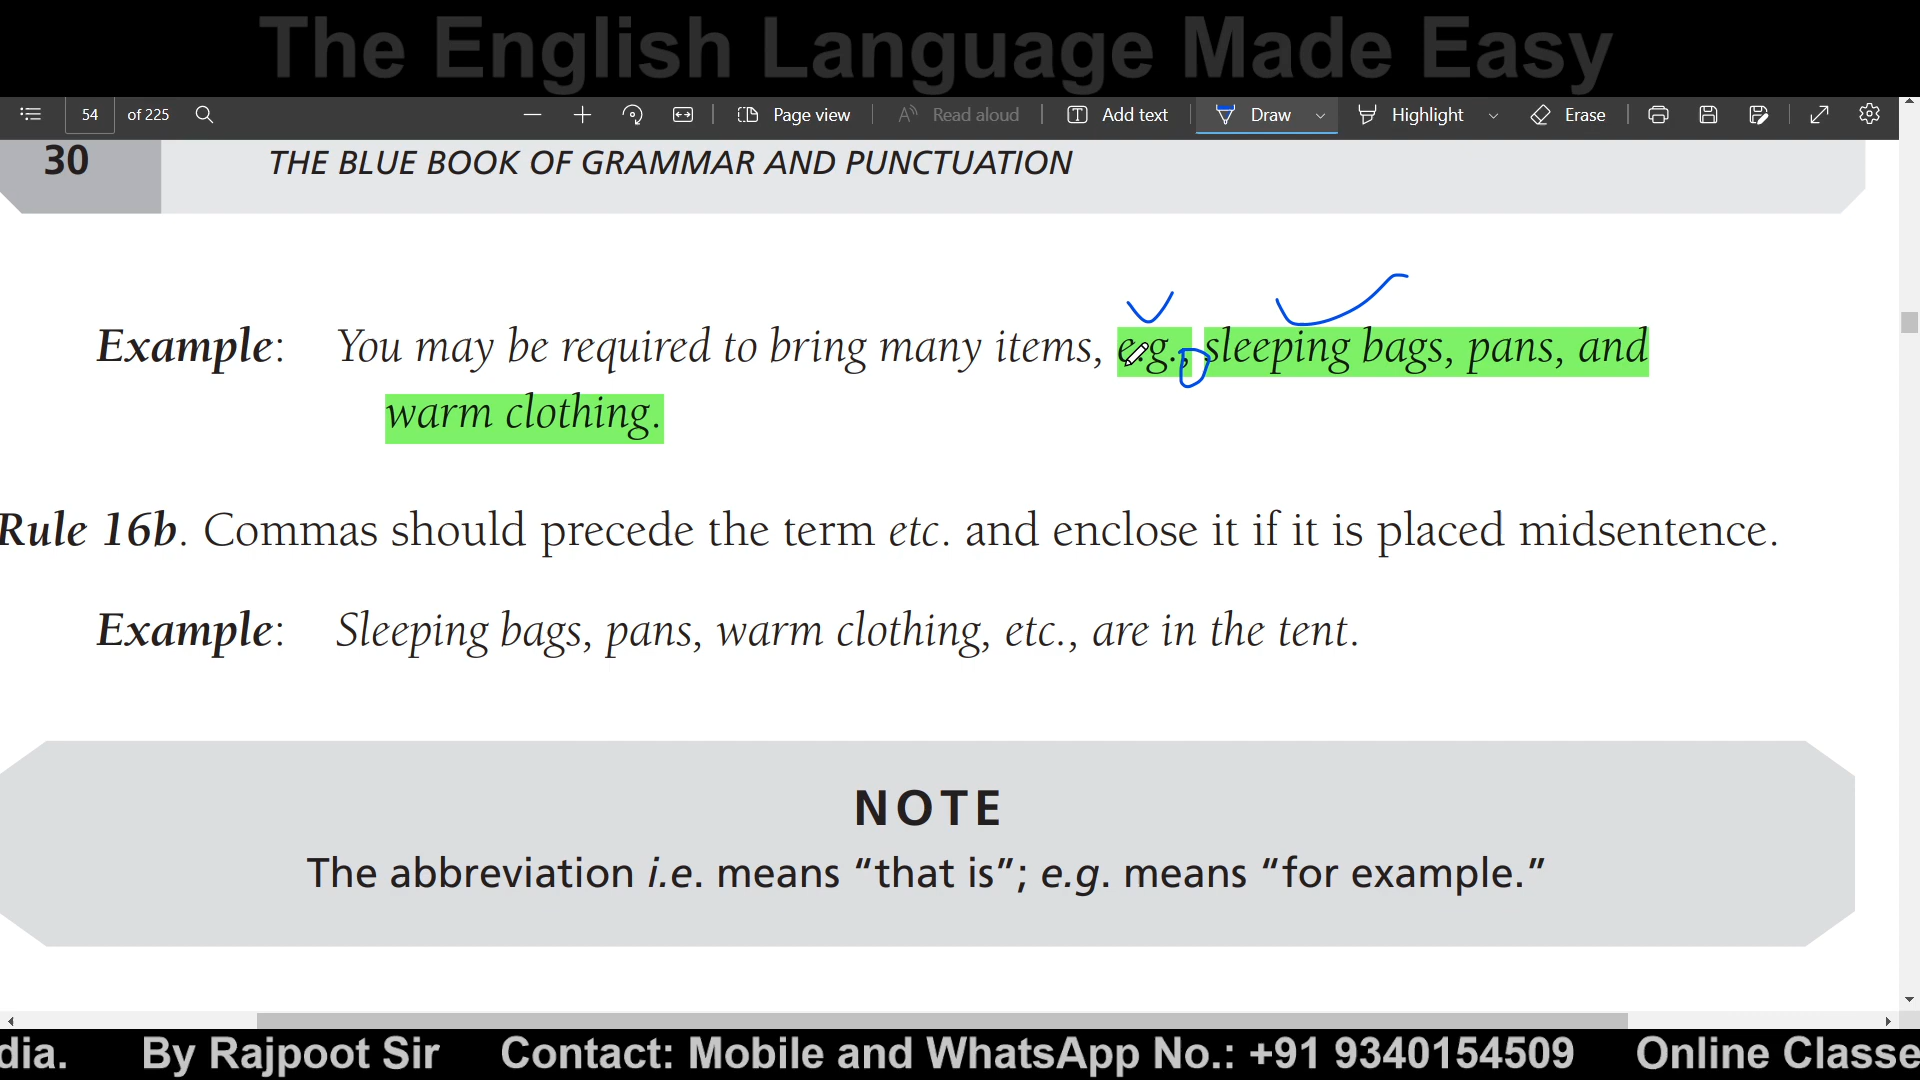 The English Language Made Easy
54 of 225 Page view Read aloud Add text Draw Highlight Erase
30 THE BLUE BOOK OF GRAMMAR AND PUNCTUATION
Example: You may be required to bring many items, e.g., sleeping bags, pans, and
warm clothing.
Rule 16b. Commas should precede the term etc. and enclose it if it is placed midsentence.
Example: Sleeping bags, pans, warm clothing, etc., are in the tent.
NOTE
The abbreviation i.e. means “that is”; e.g. means “for example.”
dia. By Rajpoot Sir Contact: Mobile and WhatsApp No.: +91 9340154509 Online Classe